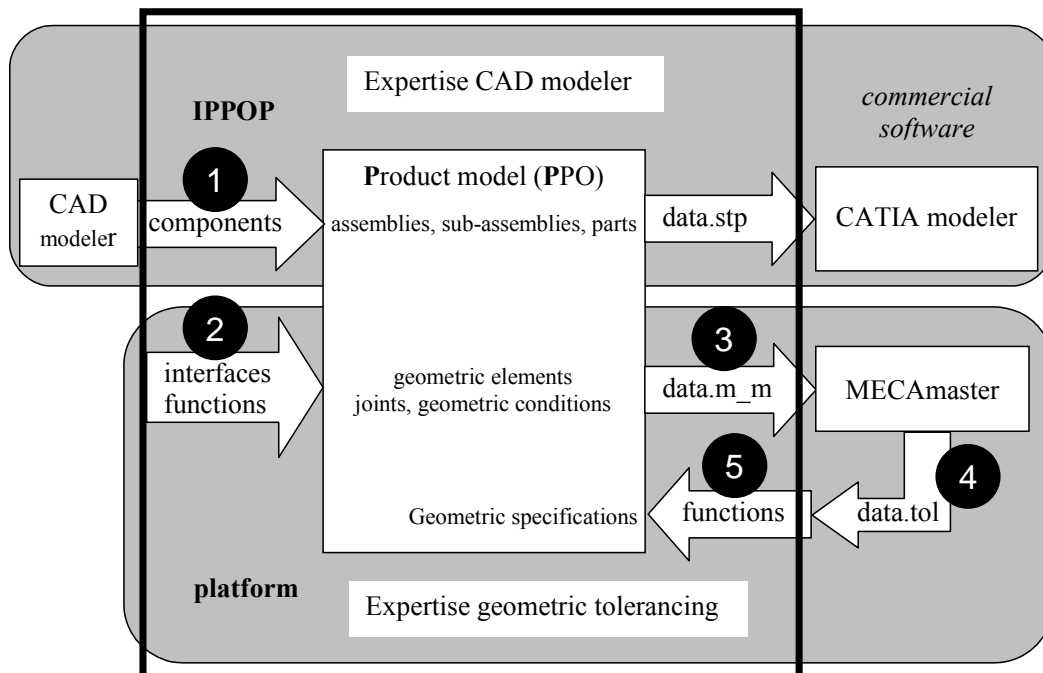 Expertise CAD modeler
IPPOP
commercial
software
1
CAD
modeler
components
Product model (PPO)
assemblies, sub-assemblies, parts
data.stp
CATIA modeler
2
interfaces
functions
geometric elements
joints, geometric conditions
3
data.m_m
MECAmaster
4
data.tol
5
functions
Geometric specifications
platform
Expertise geometric tolerancing